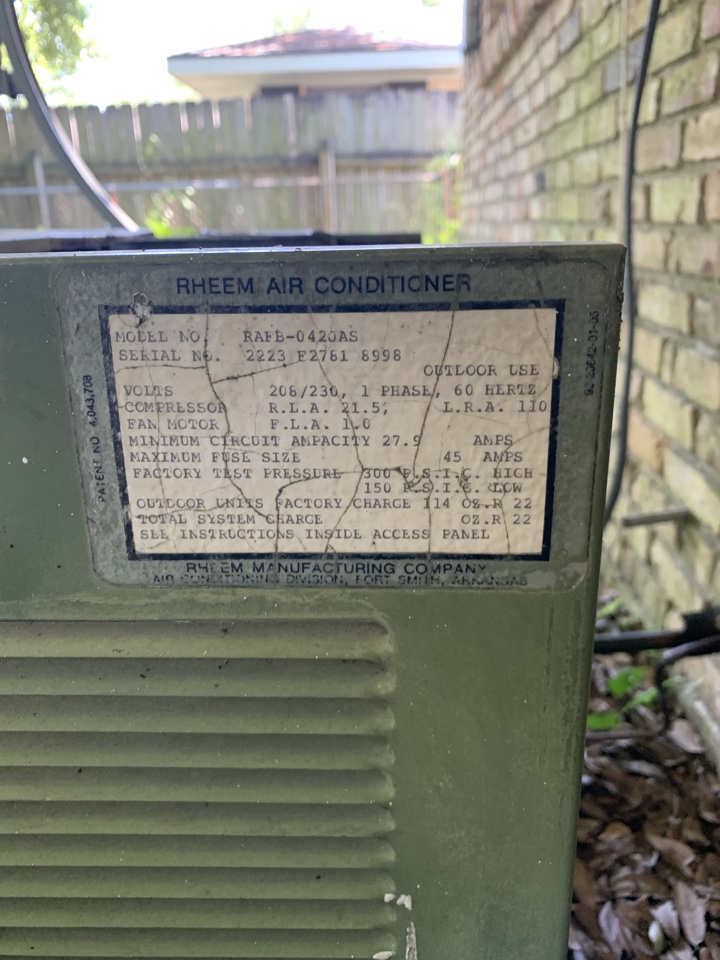 RHEEM AIR CONDITIONER
MODEL NO. RAFB-042JAS
SERIAL NO. 2223 F2781 8998
OUTDOOR USE
VOLTS 208/230, 1 PHASE, 60 HERTZ
COMPRESSOR R.L.A. 21.5, L.R.A. 110
FAN MOTOR F.L.A. 1.0
MINIMUM CIRCUIT AMPACITY 27.9 AMPS
MAXIMUM FUSE SIZE 45 AMPS
FACTORY TEST PRESSURE 300 P.S.I.G. HIGH
150 P.S.I.G. LOW
OUTDOOR UNITS FACTORY CHARGE 114 OZ.R 22
TOTAL SYSTEM CHARGE OZ.R 22
SEE INSTRUCTIONS INSIDE ACCESS PANEL
RHEEM MANUFACTURING COMPANY
AIR CONDITIONING DIVISION, FORT SMITH, ARKANSAS
PATENT NO. 4,043,708